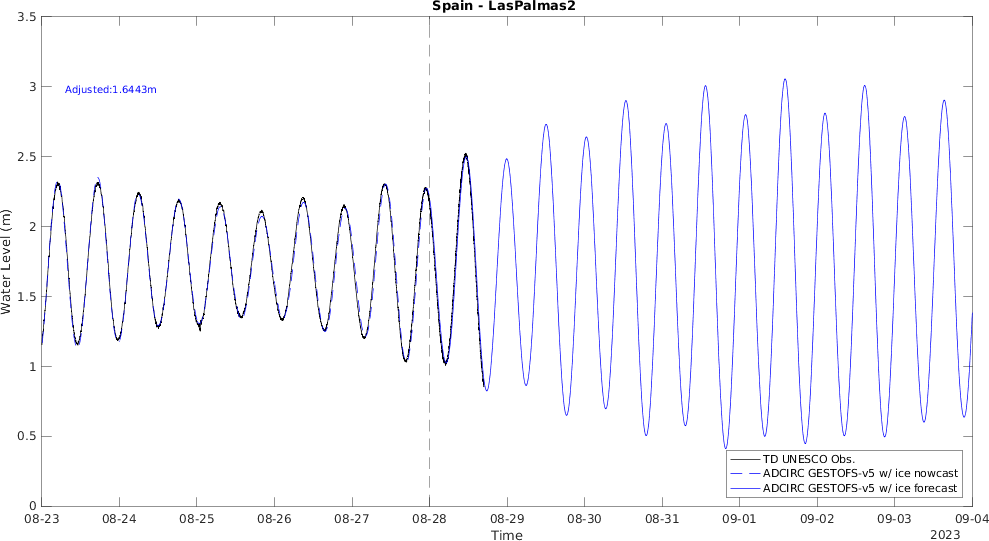 Spain - LasPalmas2
3.5
3
2.5
2
1.5
1
0.5
0
Water Level (m)
Adjusted:1.6443m
TD UNESCO Obs.
ADCIRC GESTOFS-v5 w/ ice nowcast
ADCIRC GESTOFS-v5 w/ ice forecast
08-23 08-24 08-25 08-26 08-27 08-28 08-29 08-30 08-31 09-01 09-02 09-03 09-04
Time
2023